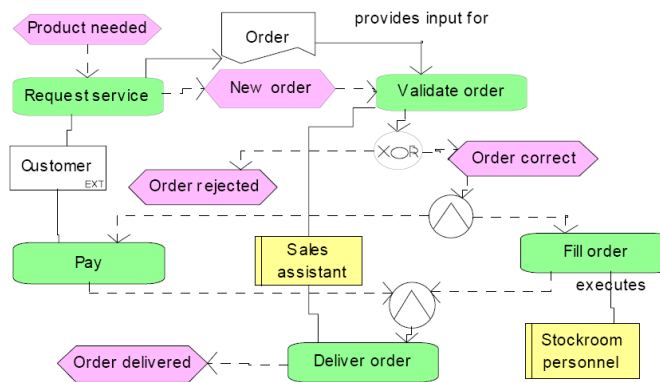 Product needed
Order
provides input for
Request service
New order
Validate order
Customer
EXT
XOR
Order correct
Order rejected
Sales
assistant
Pay
Fill order
executes
Stockroom
personnel
Order delivered
Deliver order